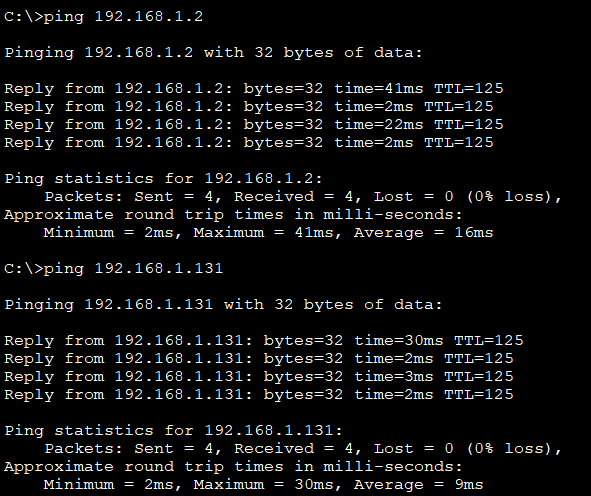 C:\>ping 192.168.1.2
Pinging 192.168.1.2 with 32 bytes of data:
Reply from 192.168.1.2: bytes=32 time=41ms TTL=125
Reply from 192.168.1.2: bytes=32 time=2ms TTL=125
Reply from 192.168.1.2: bytes=32 time=22ms TTL=125
Reply from 192.168.1.2: bytes=32 time=2ms TTL=125
Ping statistics for 192.168.1.2:
    Packets: Sent = 4, Received = 4, Lost = 0 (0% loss),
Approximate round trip times in milli-seconds:
    Minimum = 2ms, Maximum = 41ms, Average = 16ms
C:\>ping 192.168.1.131
Pinging 192.168.1.131 with 32 bytes of data:
Reply from 192.168.1.131: bytes=32 time=30ms TTL=125
Reply from 192.168.1.131: bytes=32 time=2ms TTL=125
Reply from 192.168.1.131: bytes=32 time=3ms TTL=125
Reply from 192.168.1.131: bytes=32 time=2ms TTL=125
Ping statistics for 192.168.1.131:
    Packets: Sent = 4, Received = 4, Lost = 0 (0% loss),
Approximate round trip times in milli-seconds:
    Minimum = 2ms, Maximum = 30ms, Average = 9ms